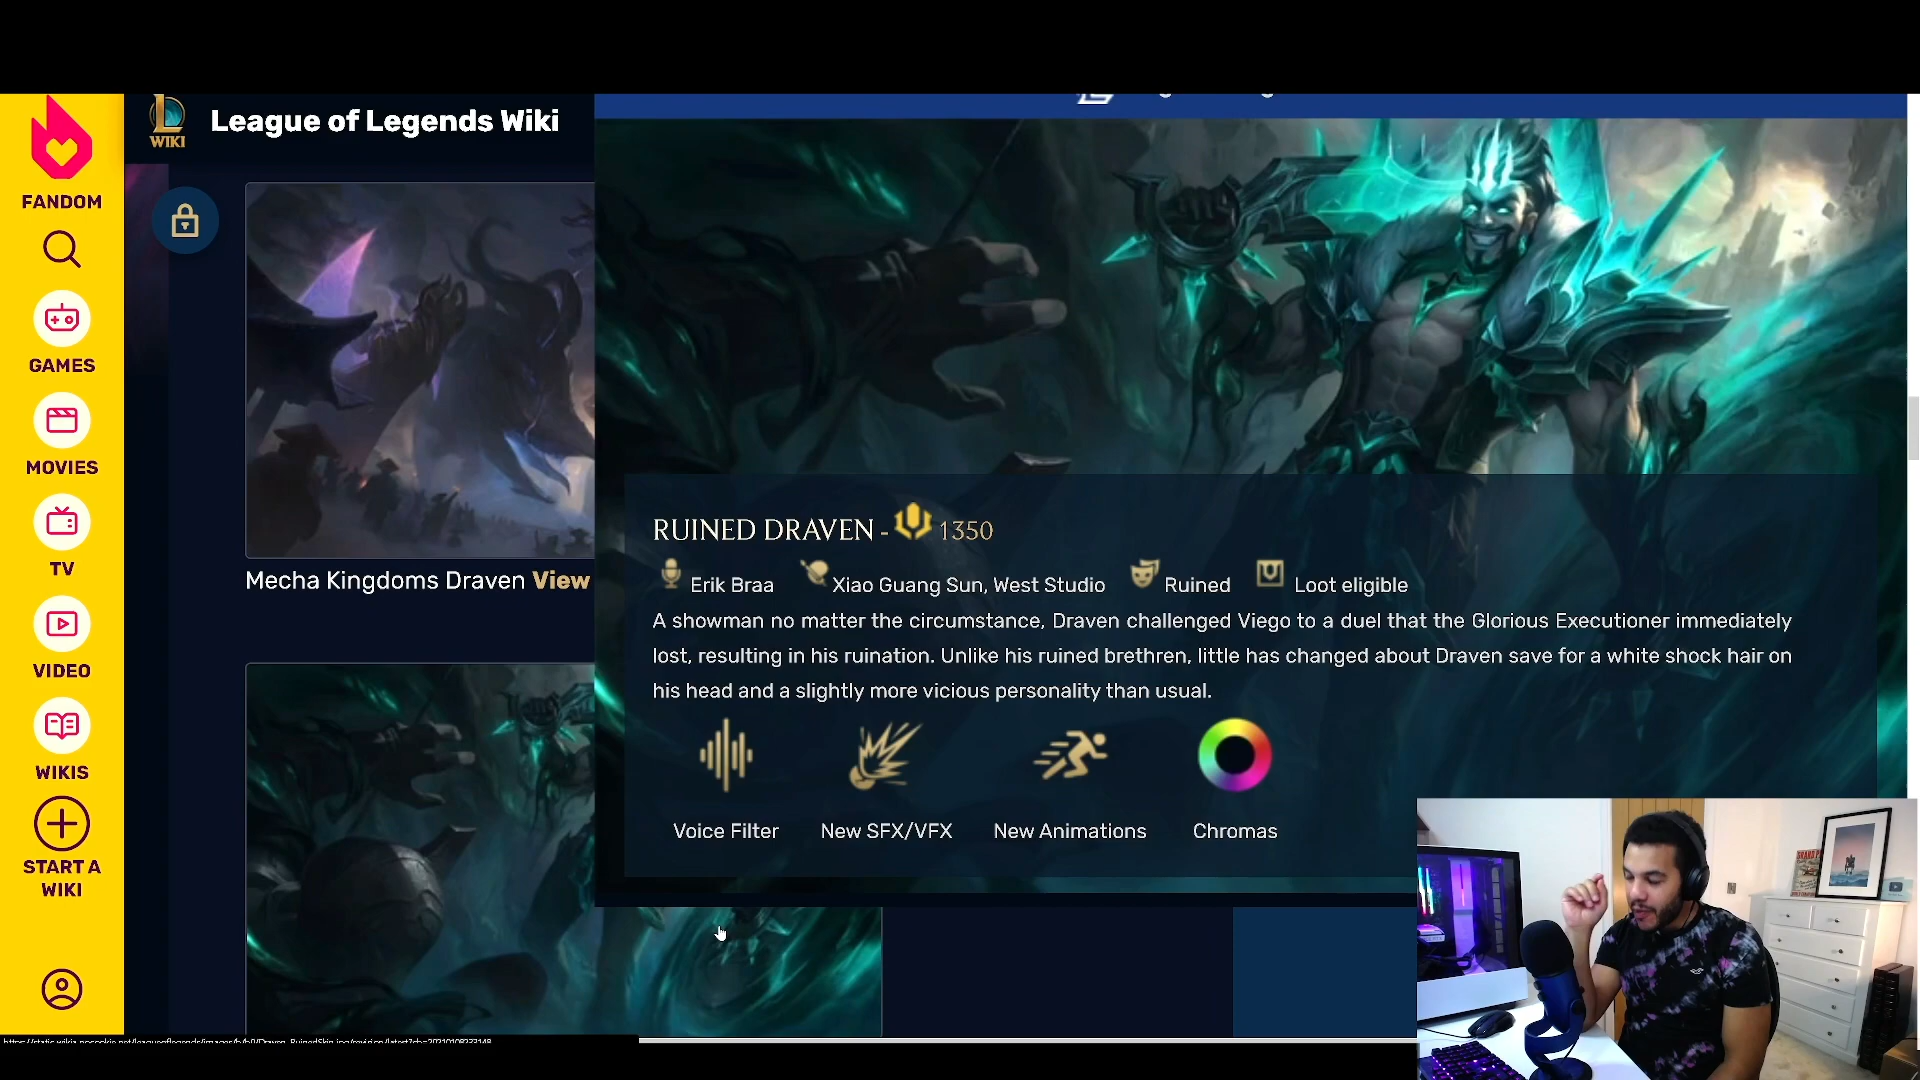 WIKI
League of Legends Wiki
FANDOM
GAMES
MOVIES
TV
VIDEO
WIKIS
START A
WIKI
Mecha Kingdoms Draven View
RUINED DRAVEN - 1350
Erik Braa Xiao Guang Sun, West Studio Ruined Loot eligible
A showman no matter the circumstance, Draven challenged Viego to a duel that the Glorious Executioner immediately
lost, resulting in his ruination. Unlike his ruined brethren, little has changed about Draven save for a white shock hair on
his head and a slightly more vicious personality than usual.
Voice Filter New SFX/VFX New Animations Chromas